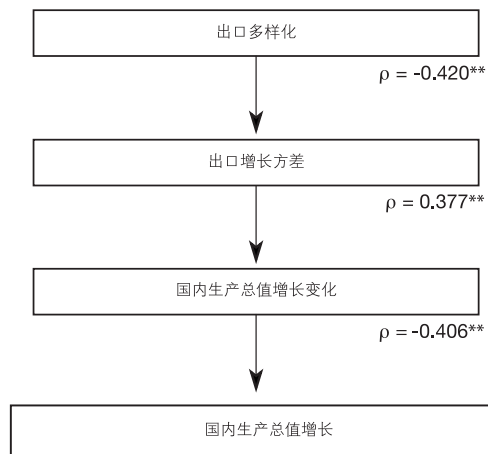 出口多样化
ρ = -0.420**
出口增长方差
ρ = 0.377**
国内生产总值增长变化
ρ = -0.406**
国内生产总值增长